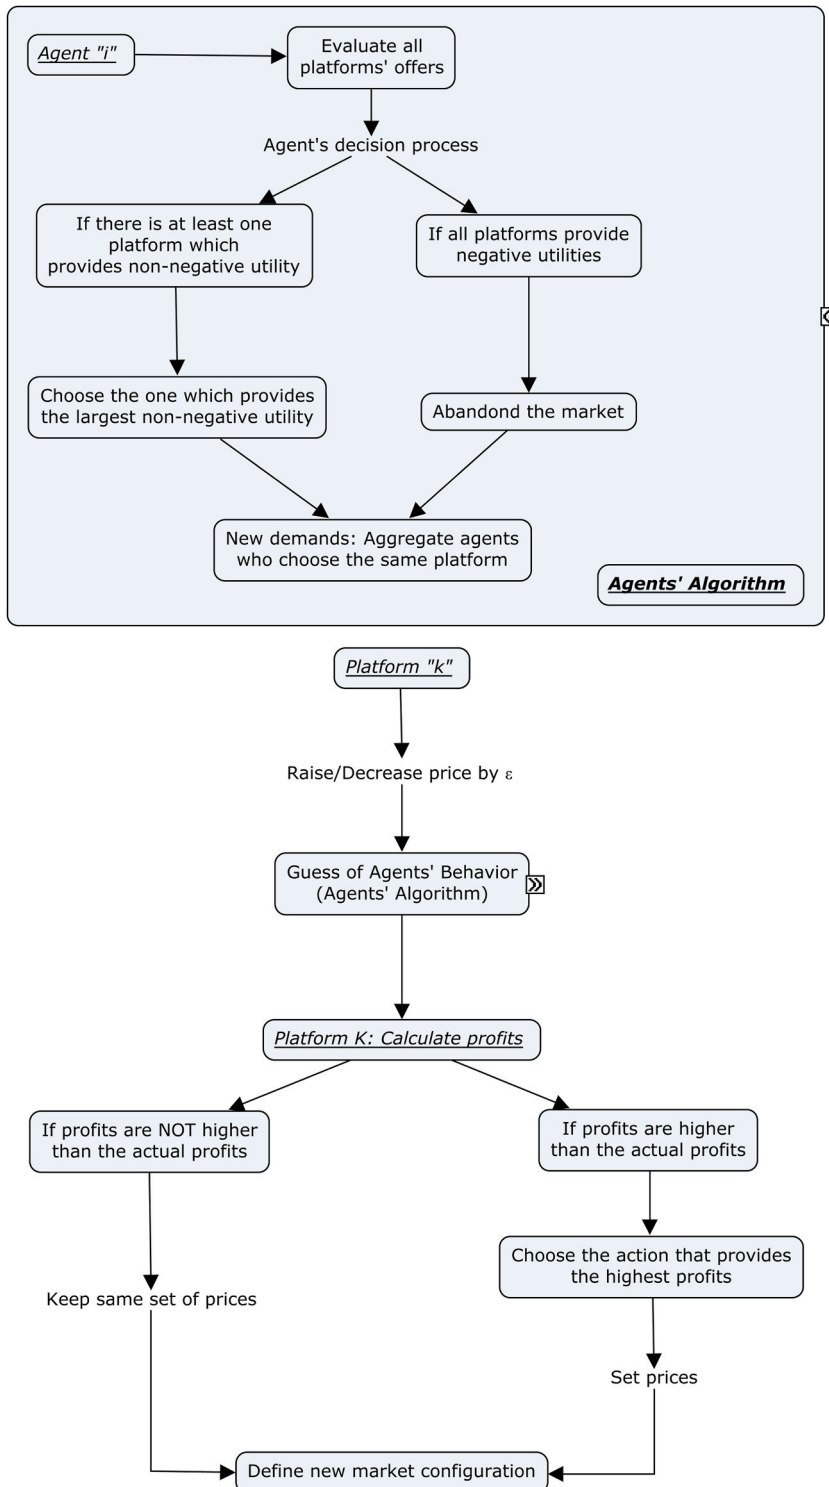 Agent "i"
Evaluate all
platforms' offers
Agent's decision process
If there is at least one
platform which
provides non-negative utility
If all platforms provide
negative utilities
Choose the one which provides
the largest non-negative utility
Abandond the market
New demands: Aggregate agents
who choose the same platform
Agents' Algorithm
Platform "k"
Raise/Decrease price by ε
Guess of Agents' Behavior
(Agents' Algorithm)
Platform K: Calculate profits
If profits are NOT higher
than the actual profits
If profits are higher
than the actual profits
Choose the action that provides
the highest profits
Keep same set of prices
Set prices
Define new market configuration